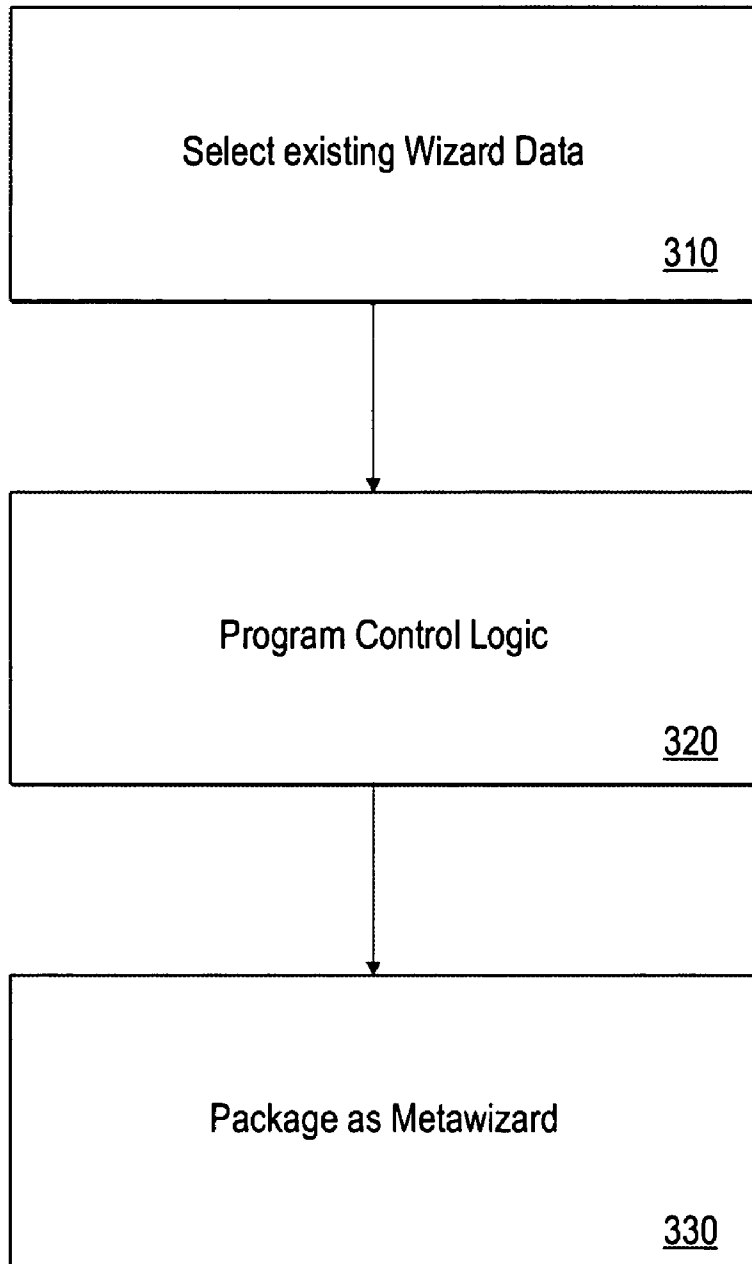 Select existing Wizard Data
310
Program Control Logic
320
Package as Metawizard
330